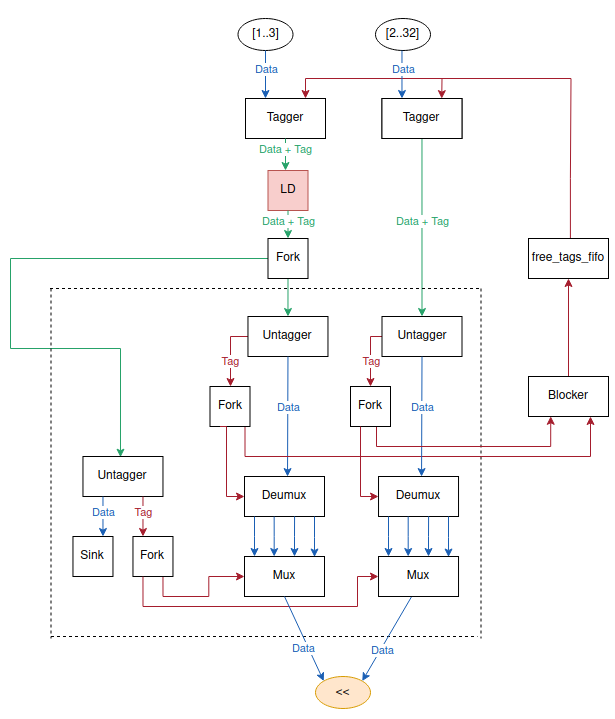 [1..3] [2..32]
Data Data
Tagger Tagger
Data + Tag
LD
Data + Tag Data + Tag
Fork free_tags_fifo
Untagger Untagger
Tag Tag
Fork Data Fork Data Blocker
Untagger
Deumux Deumux
Data Tag
Sink Fork
Mux Mux
Data Data
<<